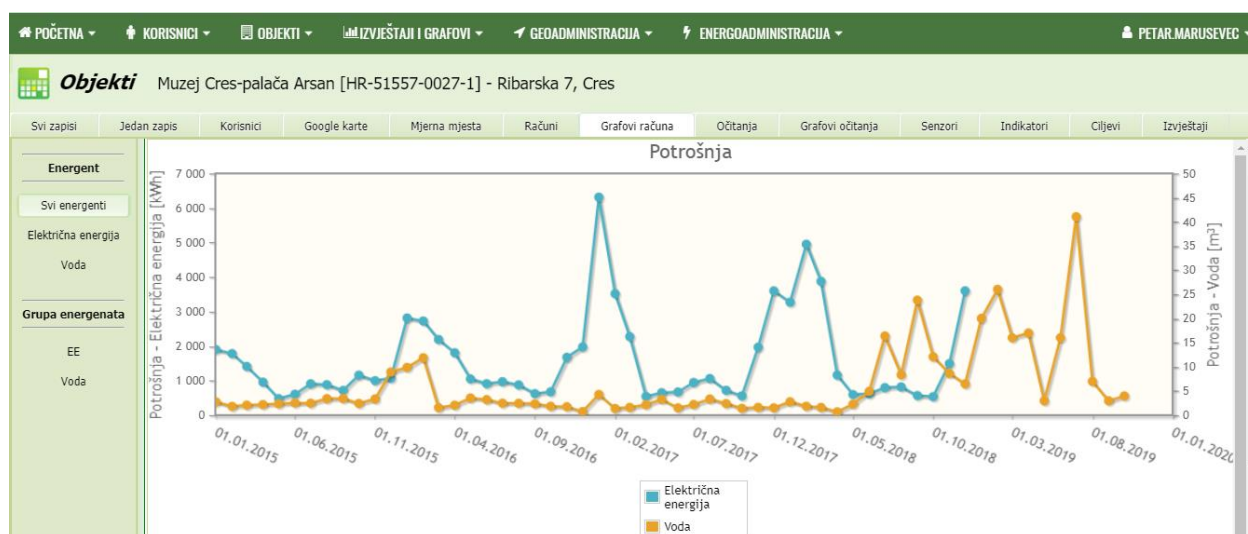 POČETNA
KORISNICI
OBJEKTI
IZVJEŠTAJI I GRAFOVI
GEOADMINISTRACIJA
ENERGOADMINISTRACIJA
PETAR.MARUSEVEC
Objekti
Muzej Cres-palača Arsan [HR-51557-0027-1] - Ribarska 7, Cres
Svi zapisi
Jedan zapis
Korisnici
Google karte
Mjerna mjesta
Računi
Grafovi računa
Očitanja
Grafovi očitanja
Senzori
Indikatori
Ciljevi
Izvještaji
Energent
Svi energenti
Električna energija
Voda
Grupa energenata
EE
Voda
Potrošnja
Potrošnja - Električna energija [kWh]
7 000
6 000
5 000
4 000
3 000
2 000
1 000
0
50
45
40
35
30
25
20
15
10
5
0
Potrošnja - Voda [m³]
01.01.2015
01.06.2015
01.11.2015
01.04.2016
01.09.2016
01.02.2017
01.07.2017
01.12.2017
01.05.2018
01.10.2018
01.03.2019
01.08.2019
01.01.2020
Električna
energija
Voda